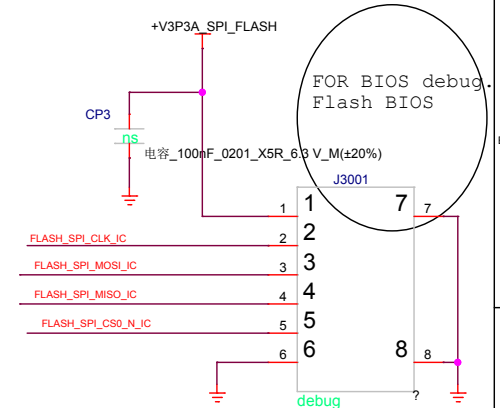 +V3P3A_SPI_FLASH
FOR BIOS debug.
Flash BIOS
CP3
ns
电容_100nF_0201_X5R_6.3 V_M(±20%)
J3001
1 1 7 7
FLASH_SPI_CLK_IC 2 2
FLASH_SPI_MOSI_IC 3 3
FLASH_SPI_MISO_IC 4 4
FLASH_SPI_CS0_N_IC 5 5
6 6 8 8
debug ?